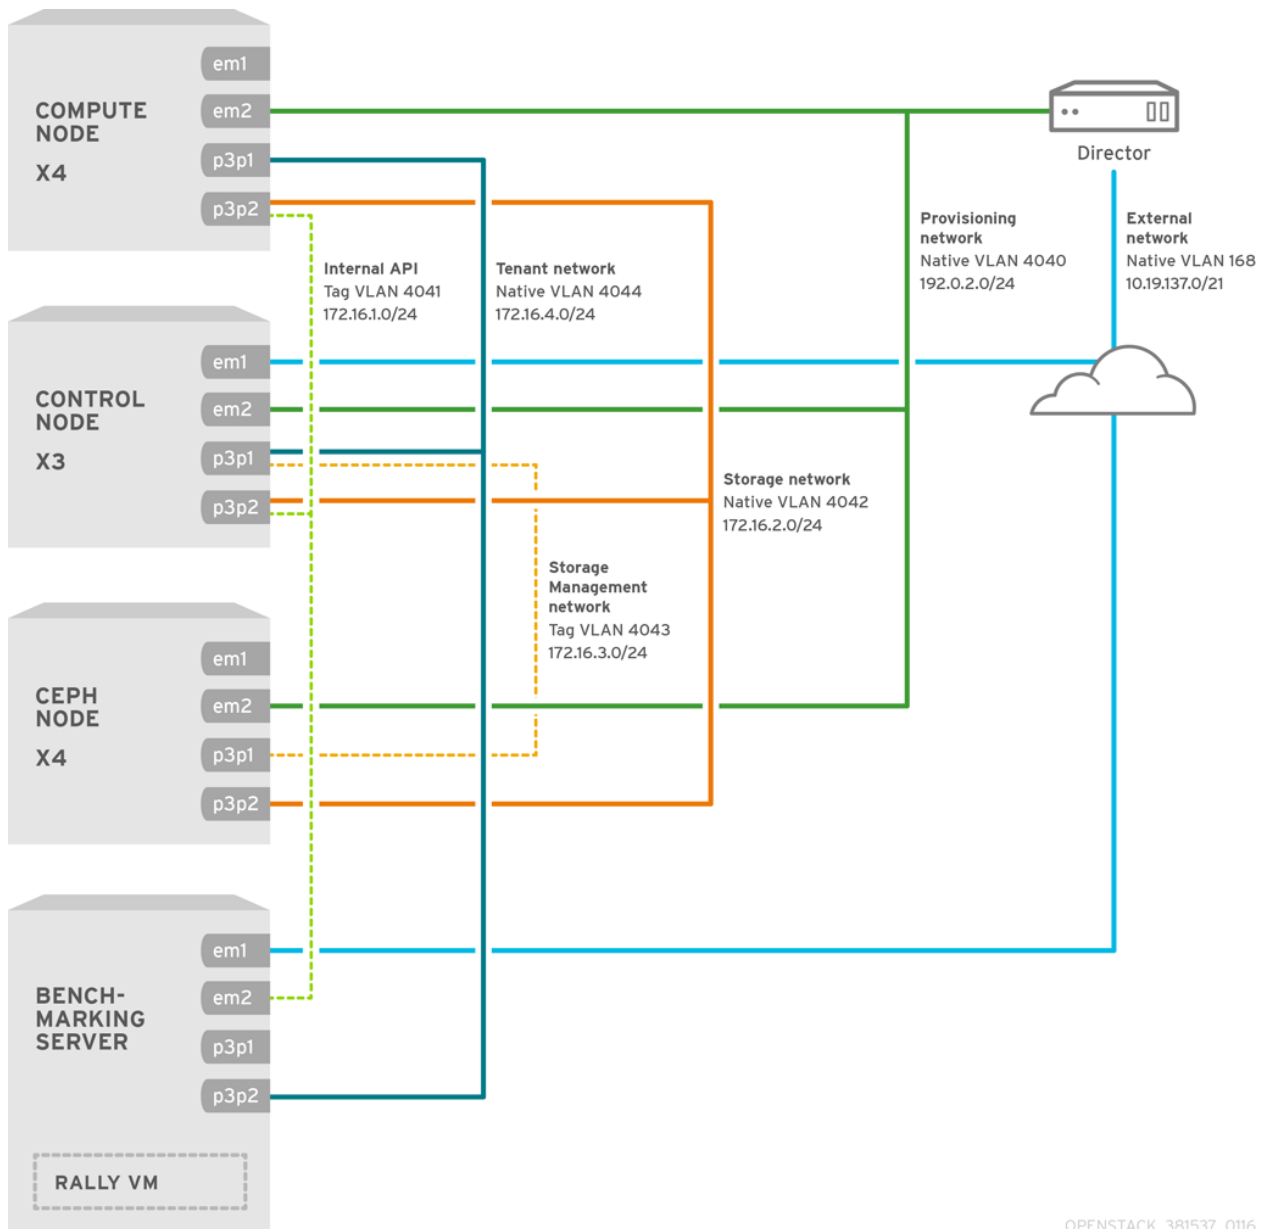 em1
COMPUTE
NODE
X4
em2
p3p1
p3p2
Director
Provisioning
network
Native VLAN 4040
192.0.2.0/24
External
network
Native VLAN 168
10.19.137.0/21
Internal API
Tag VLAN 4041
172.16.1.0/24
Tenant network
Native VLAN 4044
172.16.4.0/24
em1
CONTROL
NODE
X3
em2
p3p1
p3p2
Storage network
Native VLAN 4042
172.16.2.0/24
Storage
Management
network
Tag VLAN 4043
172.16.3.0/24
em1
CEPH
NODE
X4
em2
p3p1
p3p2
em1
BENCH-
MARKING
SERVER
em2
p3p1
p3p2
RALLY VM
OPENSTACK_381537_0116